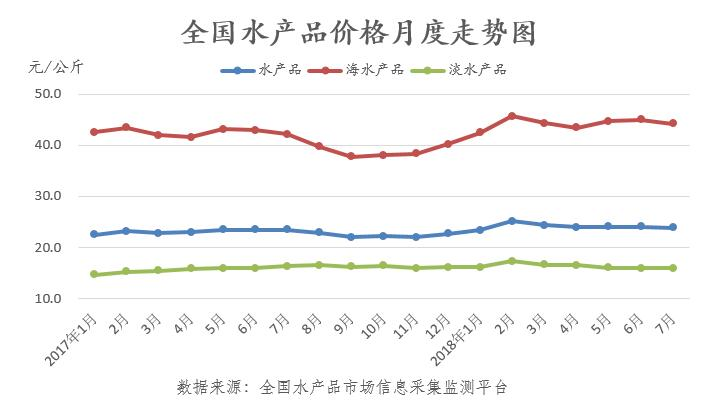 全国水产品价格月度走势图
元/公斤
水产品 海水产品 淡水产品
50.0
40.0
30.0
20.0
10.0
2017年1月 2月 3月 4月 5月 6月 7月 8月 9月 10月 11月 12月 2018年1月 2月 3月 4月 5月 6月 7月
数据来源：全国水产品市场信息采集监测平台